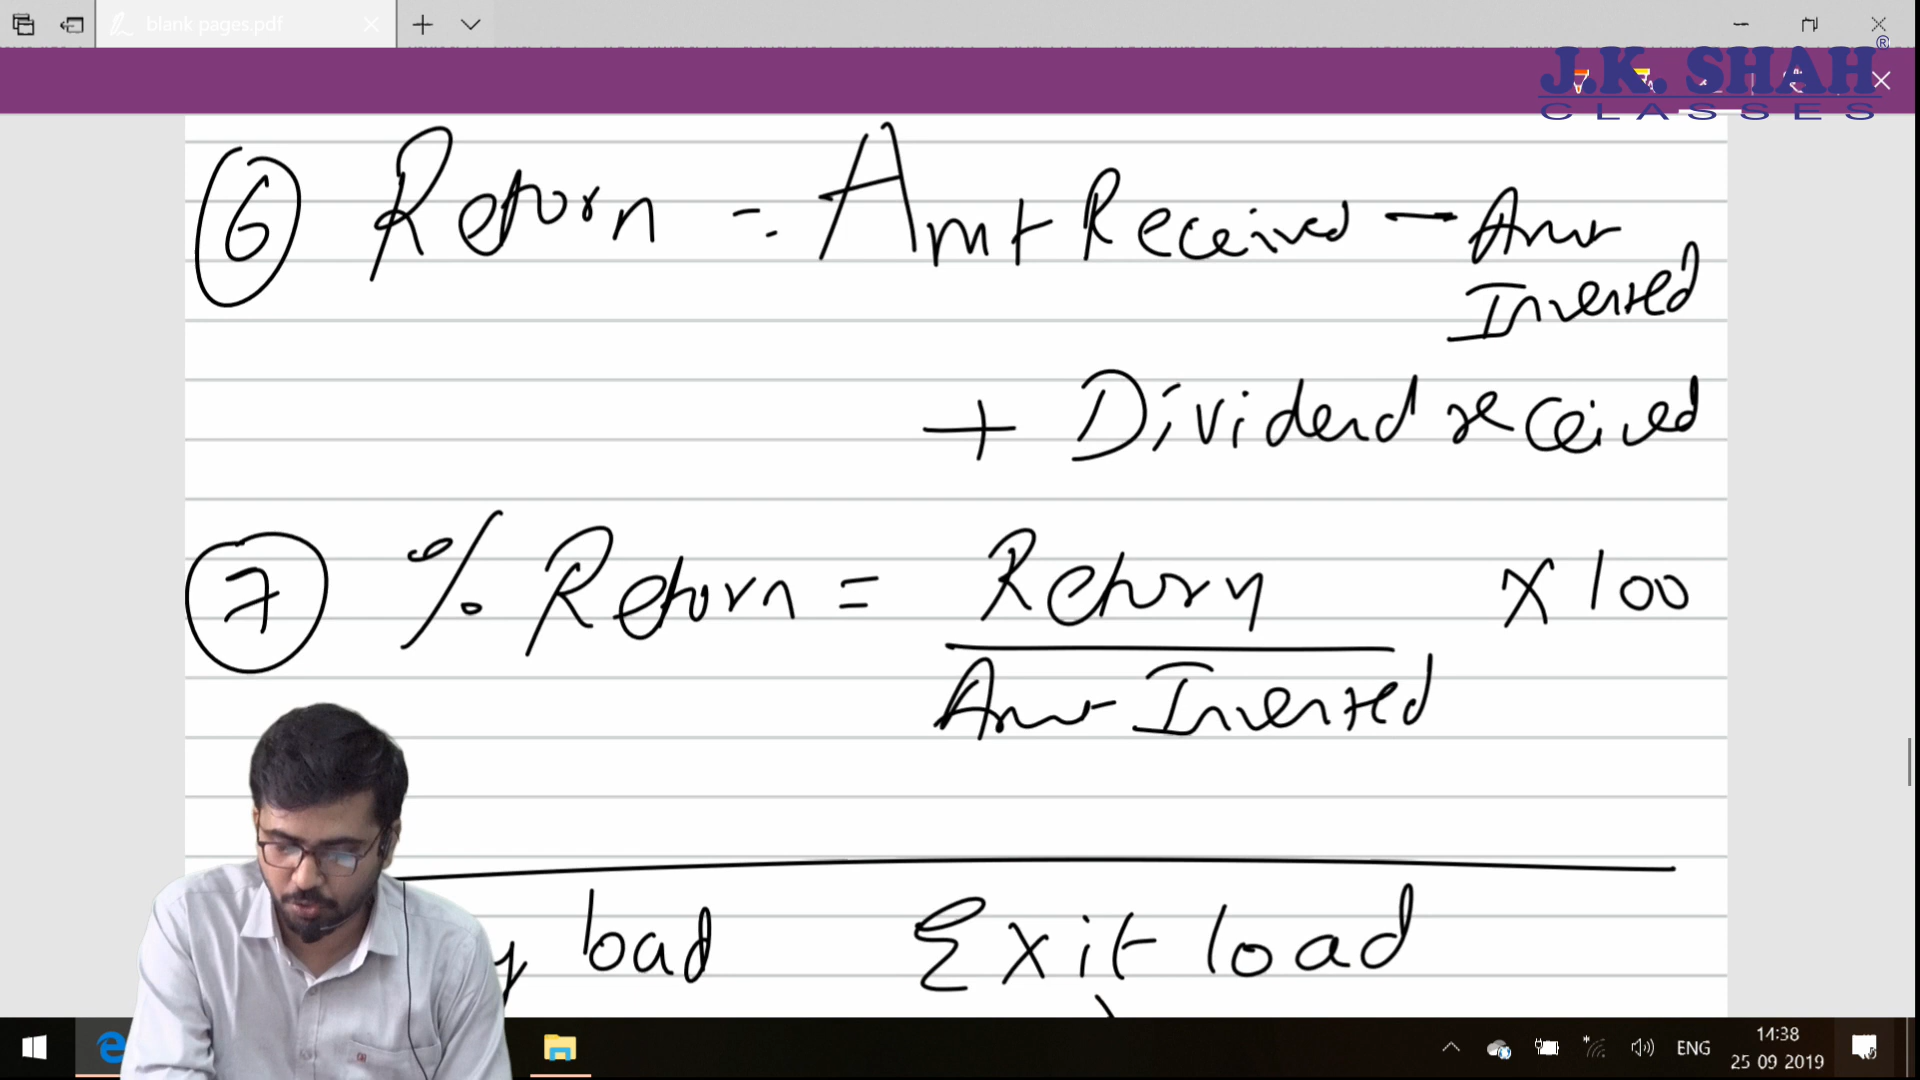 blank pages.pdf
J.K. SHAH®
CLASSES
6 Return = Amt Received - Amt
Invested
+ Dividend received
7 % Return = Return × 100
Amt Invested
load Exit load
ENG
14:38
25 09 2019